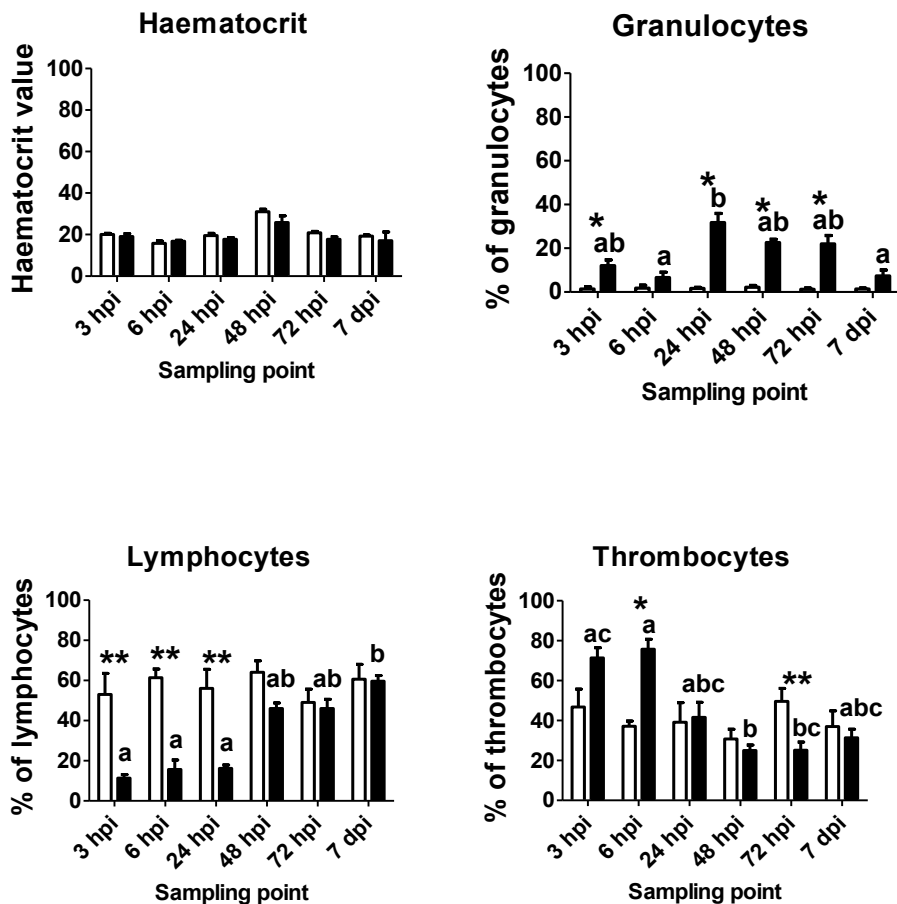 Haematocrit
Haematocrit value
100
80
60
40
20
0
3 hpi
6 hpi
24 hpi
48 hpi
72 hpi
7 dpi
Sampling point
Granulocytes
% of granulocytes
100
80
60
40
20
0
*
ab
a
*
b
*
ab
*
ab
a
3 hpi
6 hpi
24 hpi
48 hpi
72 hpi
7 dpi
Sampling point
Lymphocytes
% of lymphocytes
100
80
60
40
20
0
**
a
**
a
**
a
ab
ab
b
3 hpi
6 hpi
24 hpi
48 hpi
72 hpi
7 dpi
Sampling point
Thrombocytes
% of thrombocytes
100
80
60
40
20
0
ac
*
a
abc
b
**
bc
abc
3 hpi
6 hpi
24 hpi
48 hpi
72 hpi
7 dpi
Sampling point